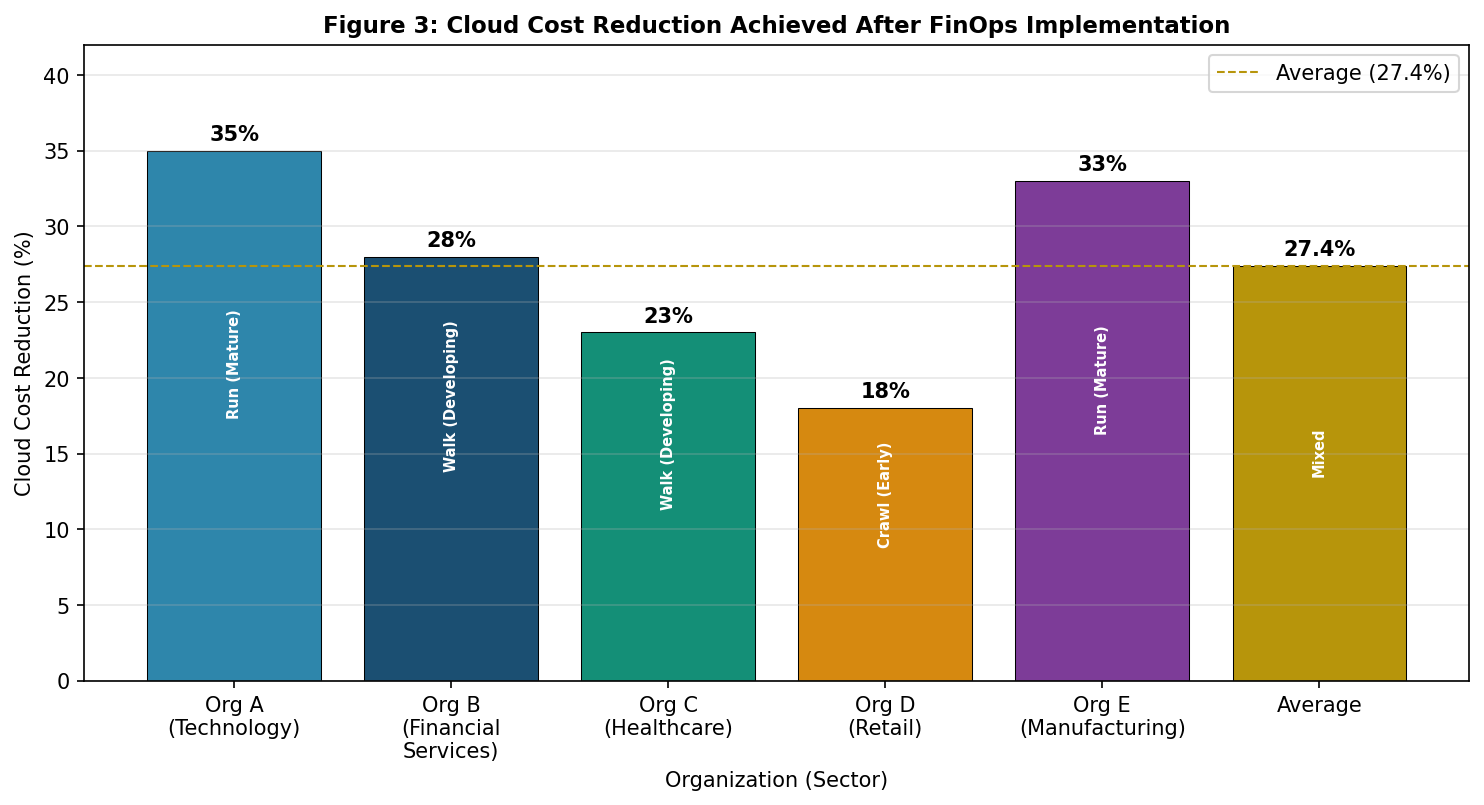 Figure 3: Cloud Cost Reduction Achieved After FinOps Implementation
Average (27.4%)
Cloud Cost Reduction (%)
40
35
30
25
20
15
10
5
0
35%
28%
23%
18%
33%
27.4%
Run (Mature)
Walk (Developing)
Walk (Developing)
Crawl (Early)
Run (Mature)
Mixed
Org A
(Technology)
Org B
(Financial
Services)
Org C
(Healthcare)
Org D
(Retail)
Org E
(Manufacturing)
Average
Organization (Sector)